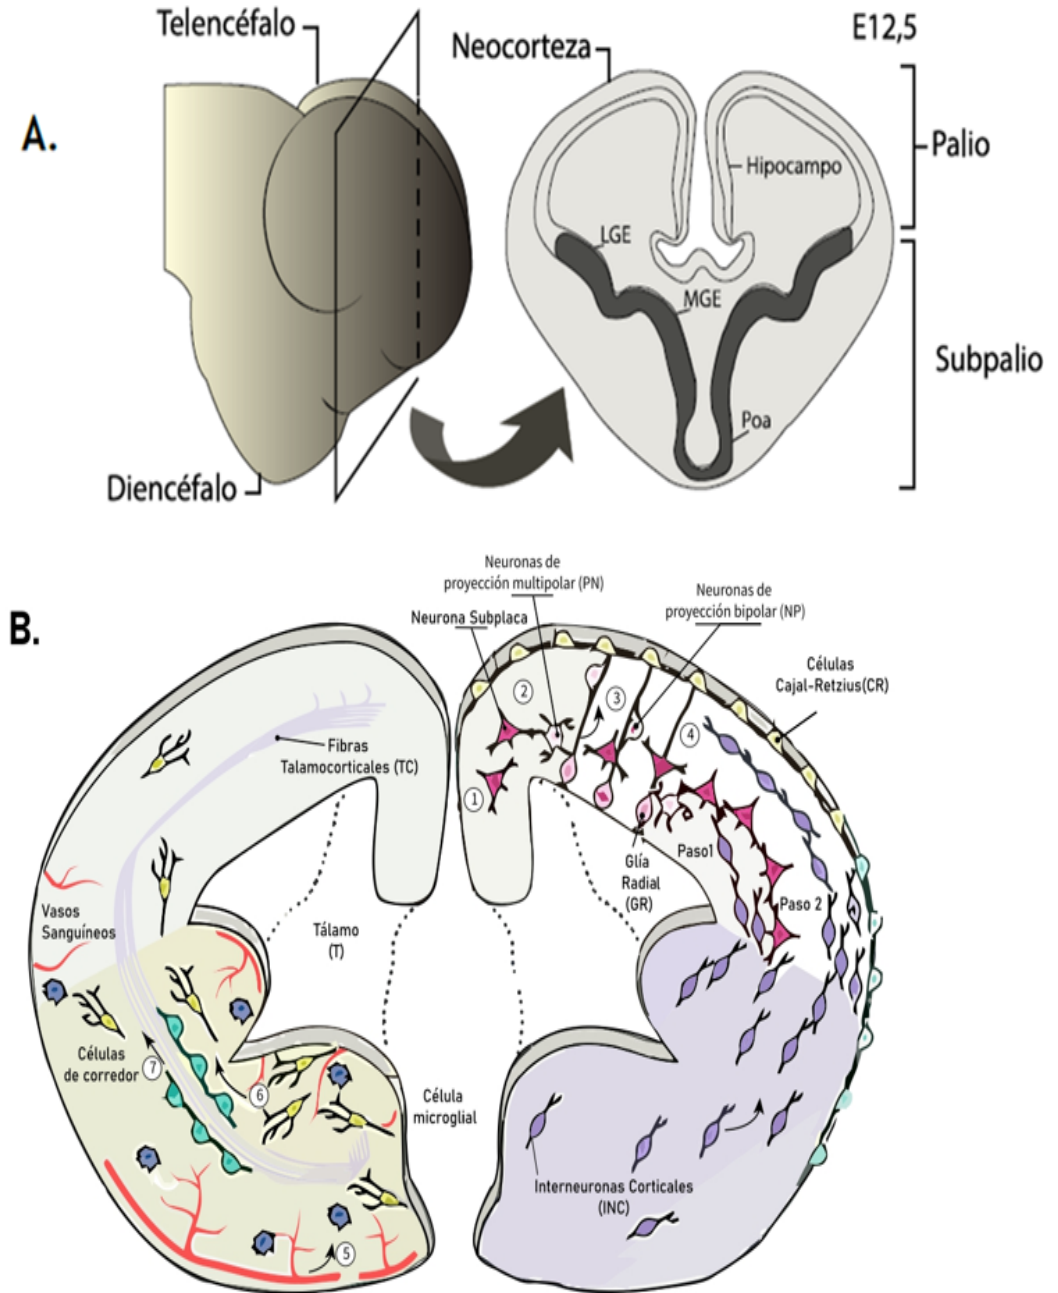 A.
Telencéfalo
Diencéfalo
Neocorteza
E12,5
Hipocampo
LGE
MGE
Poa
Palio
Subpalio
B.
Neuronas de
proyección multipolar (PN)
Neurona Subplaca
Neuronas de
proyección bipolar (NP)
Células
Cajal-Retzius(CR)
2
3
4
1
Fibras
Talamocorticales (TC)
Glía
Radial
(GR)
Paso1
Paso 2
Vasos
Sanguíneos
Tálamo
(T)
Células
de corredor
7
6
Célula
microglial
Interneuronas Corticales
(INC)
5